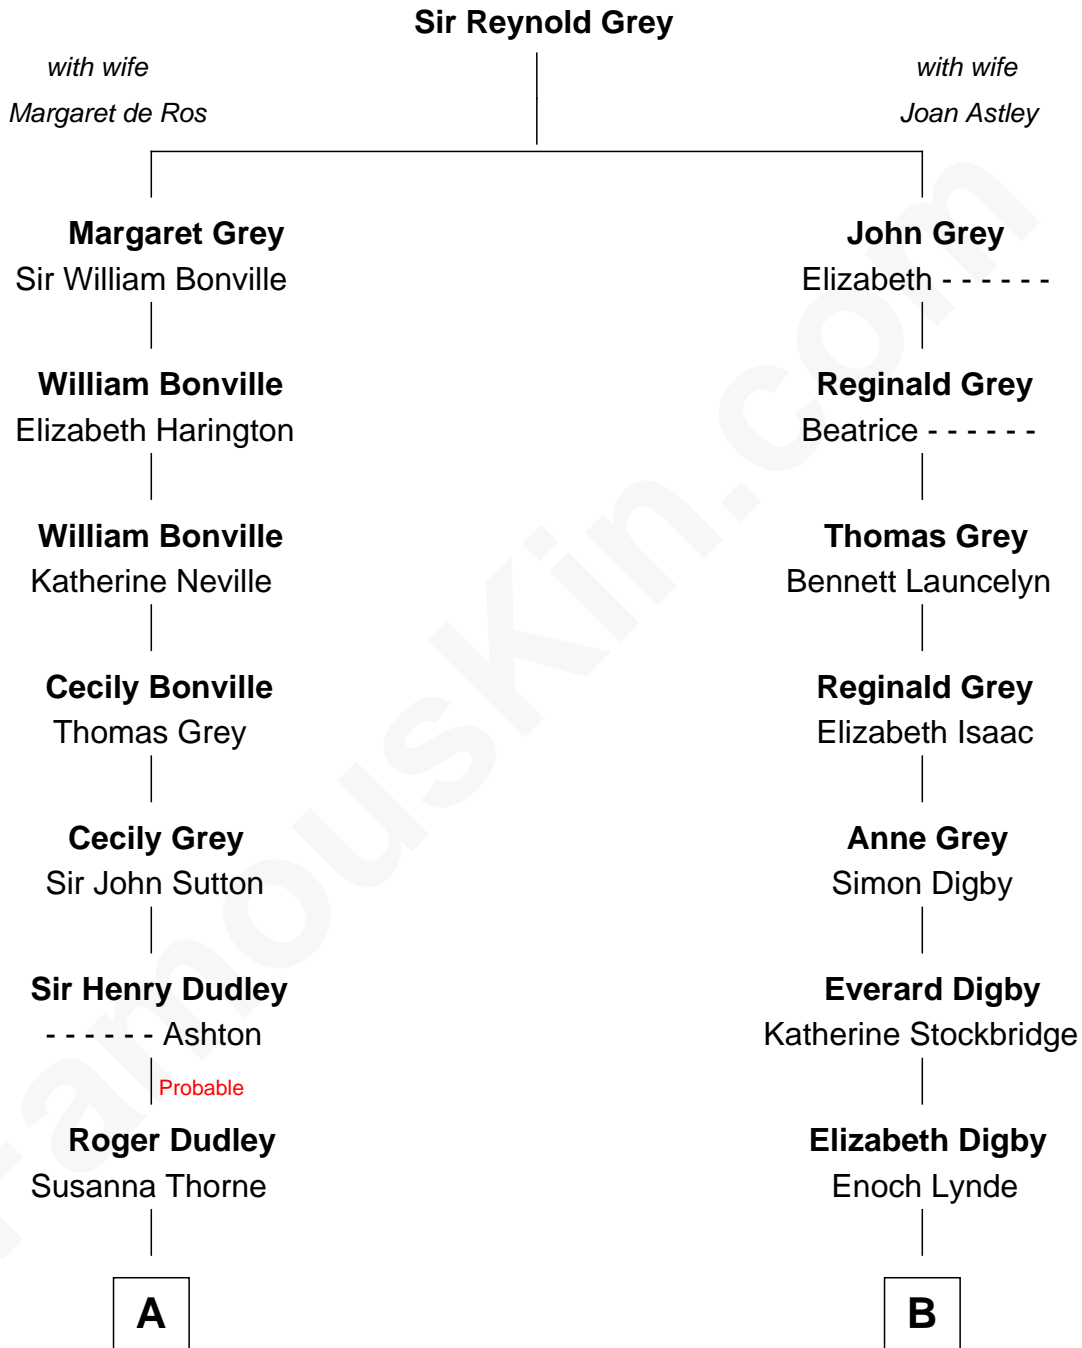 Sir Reynold Grey
with wife
Margaret de Ros
with wife
Joan Astley
Margaret Grey
Sir William Bonville
William Bonville
Elizabeth Harington
William Bonville
Katherine Neville
Cecily Bonville
Thomas Grey
Cecily Grey
Sir John Sutton
Sir Henry Dudley
- - - - - - Ashton
Probable
Roger Dudley
Susanna Thorne
A
John Grey
Elizabeth - - - - - -
Reginald Grey
Beatrice - - - - - -
Thomas Grey
Bennett Launcelyn
Reginald Grey
Elizabeth Isaac
Anne Grey
Simon Digby
Everard Digby
Katherine Stockbridge
Elizabeth Digby
Enoch Lynde
B
FamousKin.com